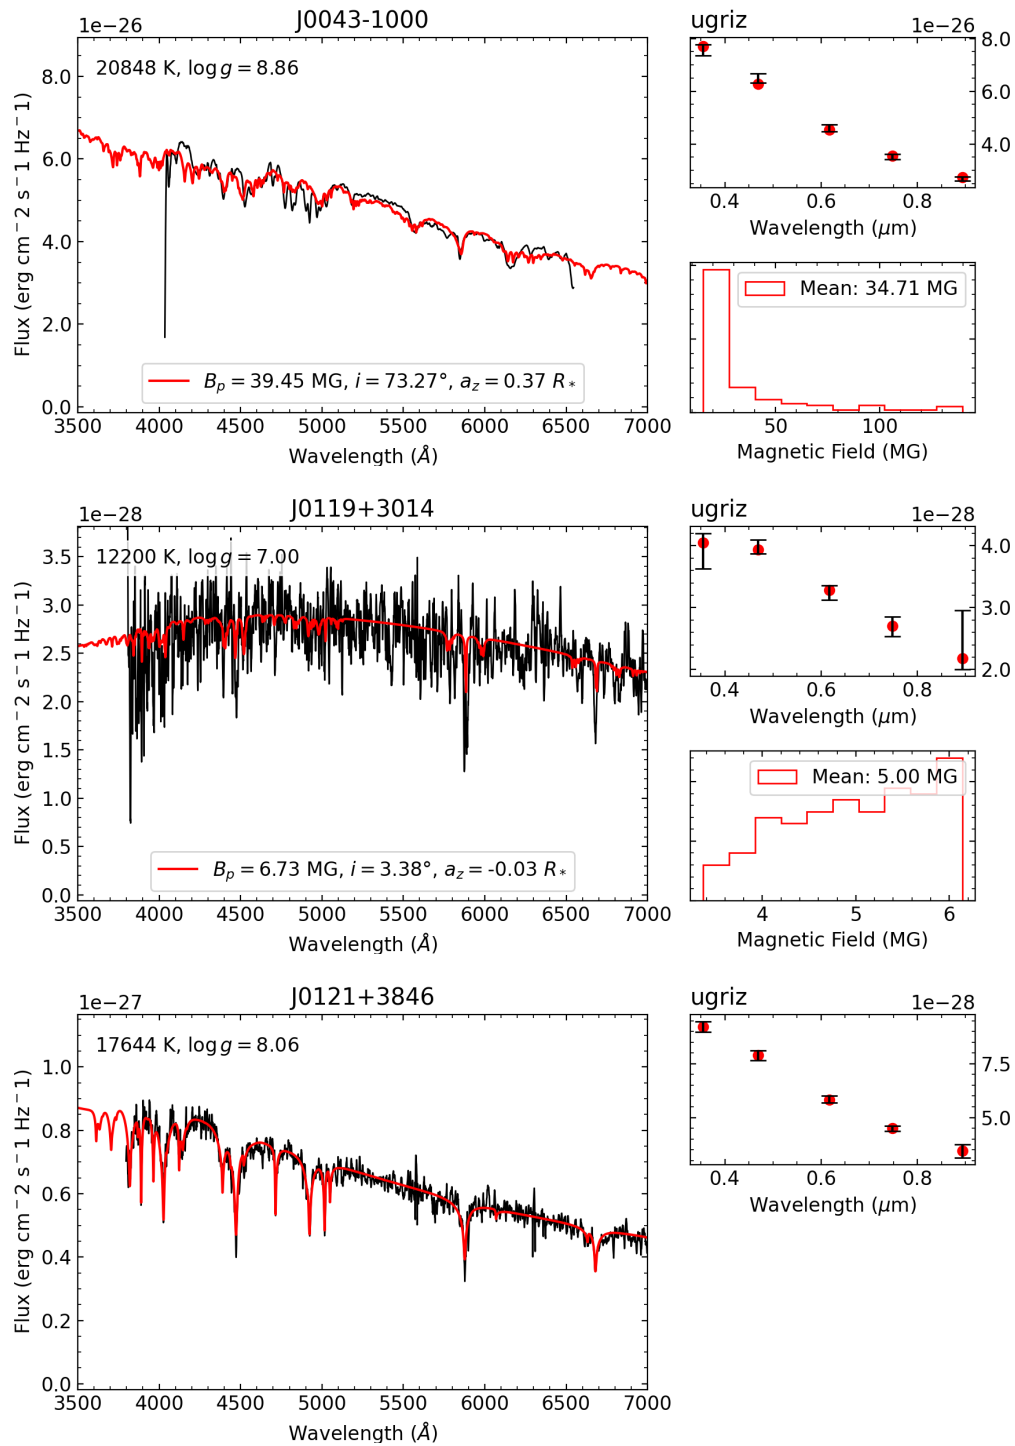 J0043-1000
1e−26
20848 K, log g = 8.86
Flux (erg cm− 2 s− 1 Hz− 1)
8.0
6.0
4.0
2.0
0.0
B_p = 39.45 MG, i = 73.27°, a_z = 0.37 R_*
3500 4000 4500 5000 5500 6000 6500 7000
Wavelength (Å)
ugriz
1e−26
8.0
6.0
4.0
0.4 0.6 0.8
Wavelength (μm)
Mean: 34.71 MG
50 100
Magnetic Field (MG)
J0119+3014
1e−28
12200 K, log g = 7.00
Flux (erg cm− 2 s− 1 Hz− 1)
3.5
3.0
2.5
2.0
1.5
1.0
0.5
0.0
B_p = 6.73 MG, i = 3.38°, a_z = -0.03 R_*
3500 4000 4500 5000 5500 6000 6500 7000
Wavelength (Å)
ugriz
1e−28
4.0
3.0
2.0
0.4 0.6 0.8
Wavelength (μm)
Mean: 5.00 MG
4 5 6
Magnetic Field (MG)
J0121+3846
1e−27
17644 K, log g = 8.06
Flux (erg cm− 2 s− 1 Hz− 1)
1.0
0.8
0.6
0.4
0.2
0.0
3500 4000 4500 5000 5500 6000 6500 7000
Wavelength (Å)
ugriz
1e−28
7.5
5.0
0.4 0.6 0.8
Wavelength (μm)